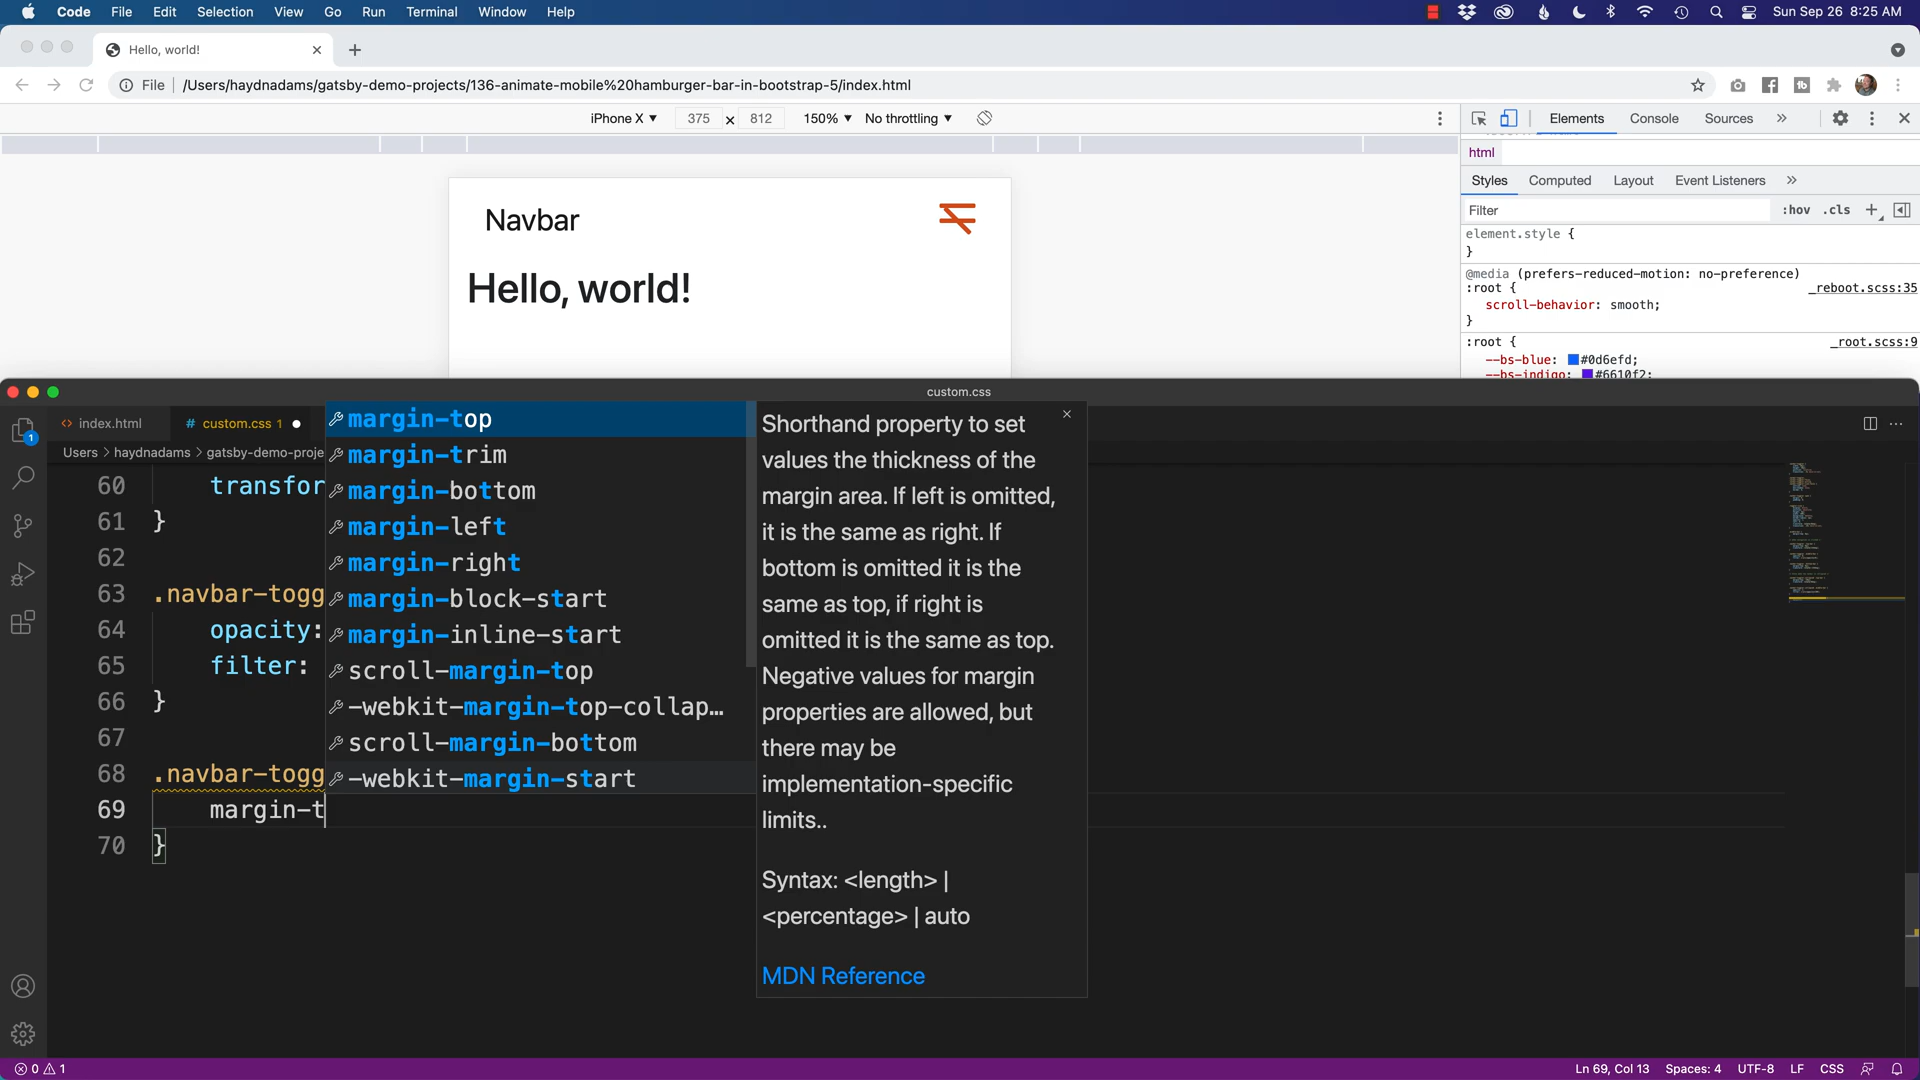 Code File Edit Selection View Go Run Terminal Window Help
Sun Sep 26 8:25 AM
Hello, world!
File /Users/haydnadams/gatsby-demo-projects/136-animate-mobile%20hamburger-bar-in-bootstrap-5/index.html
iPhone X 375 × 812 150% No throttling
Elements Console Sources »
html
Styles Computed Layout Event Listeners »
Filter :hov .cls
element.style {
}
@media (prefers-reduced-motion: no-preference)
:root { _reboot.scss:35
scroll-behavior: smooth;
}
:root { _root.scss:9
--bs-blue: #0d6efd;
--bs-indigo: #6610f2;
Navbar
Hello, world!
custom.css
1
<> index.html
# custom.css 1
Users > haydnadams > gatsby-demo-proje
60 transfor
61 }
62
63 .navbar-togg
64 opacity:
65 filter:
66 }
67
68 .navbar-togg
69 margin-t
70 }
margin-top
margin-trim
margin-bottom
margin-left
margin-right
margin-block-start
margin-inline-start
scroll-margin-top
-webkit-margin-top-collap…
scroll-margin-bottom
-webkit-margin-start
Shorthand property to set
values the thickness of the
margin area. If left is omitted,
it is the same as right. If
bottom is omitted it is the
same as top, if right is
omitted it is the same as top.
Negative values for margin
properties are allowed, but
there may be
implementation-specific
limits..
Syntax: <length> |
<percentage> | auto
MDN Reference
0 1
Ln 69, Col 13 Spaces: 4 UTF-8 LF CSS